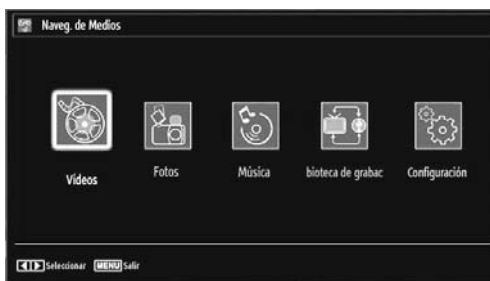 Naveg. de Medios
Vídeos Fotos Música bioteca de grabac Configuración
Seleccionar MENU Salir